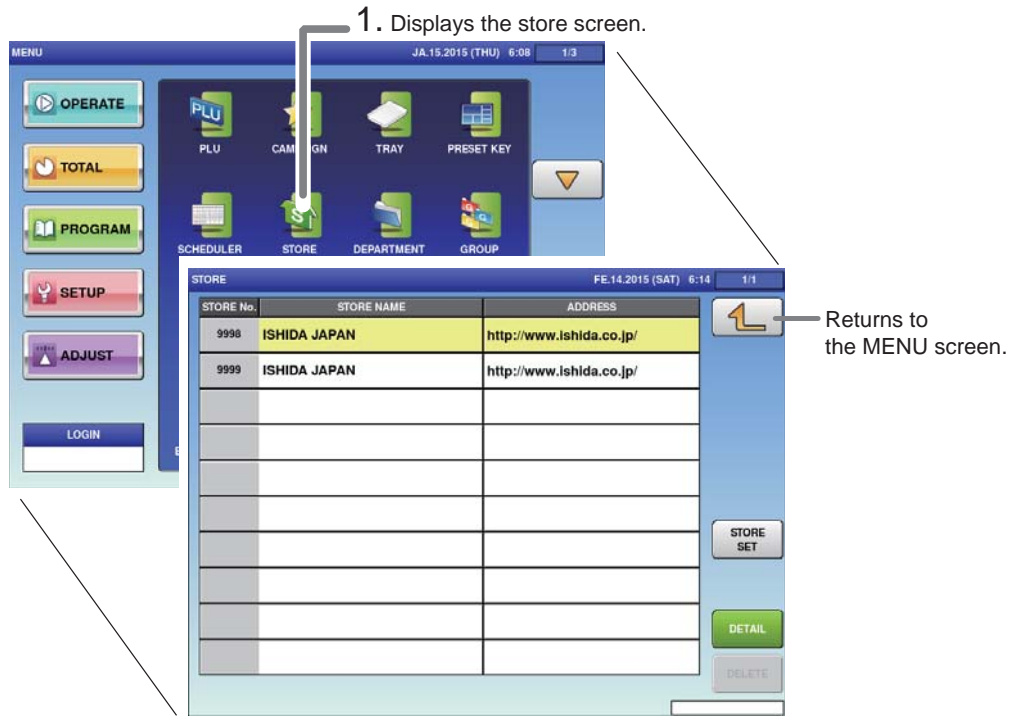 1. Displays the store screen.
MENU JA.15.2015 (THU) 6:08 1/3
OPERATE
PLU
PLU CAMPAIGN TRAY PRESET KEY
TOTAL
PROGRAM
S
SCHEDULER STORE DEPARTMENT GROUP
SETUP
ADJUST
LOGIN
STORE FE.14.2015 (SAT) 6:14 1/1
STORE No. STORE NAME ADDRESS
9998 ISHIDA JAPAN http://www.ishida.co.jp/
9999 ISHIDA JAPAN http://www.ishida.co.jp/
STORE
SET
DETAIL
DELETE
Returns to
the MENU screen.